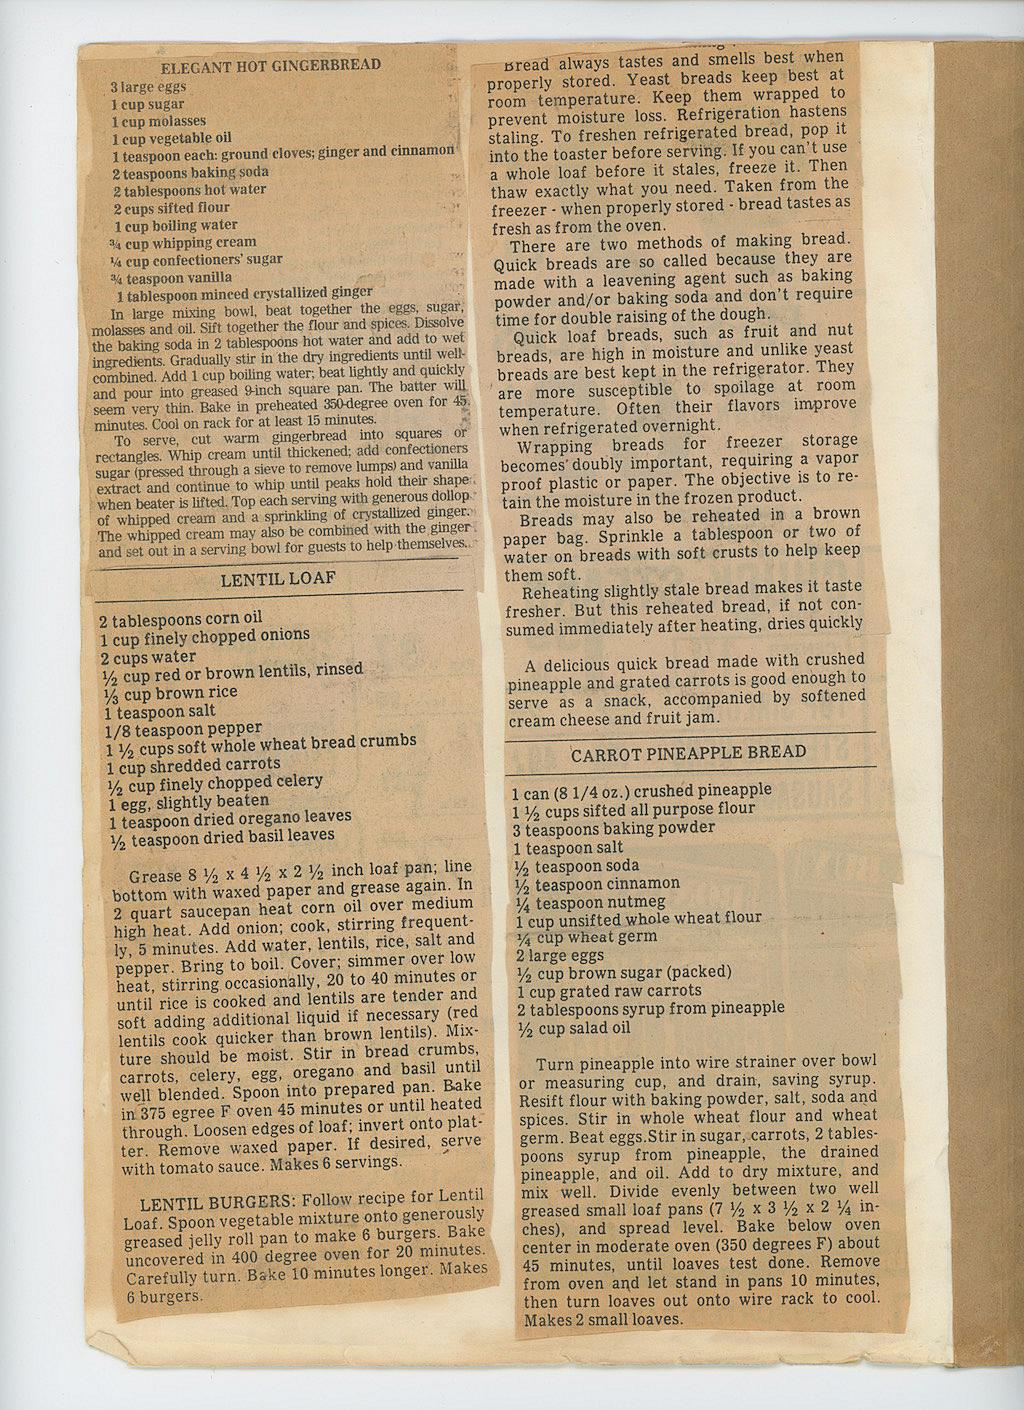 ELEGANT HOT GINGERBREAD
3 large eggs
1 cup sugar
1 cup molasses
1 cup vegetable oil
1 teaspoon each: ground cloves; ginger and cinnamon
2 teaspoons baking soda
2 tablespoons hot water
2 cups sifted flour
1 cup boiling water
¾ cup whipping cream
¼ cup confectioners' sugar
¾ teaspoon vanilla
1 tablespoon minced crystallized ginger
In large mixing bowl, beat together the eggs, sugar,
molasses and oil. Sift together the flour and spices. Dissolve
the baking soda in 2 tablespoons hot water and add to wet
ingredients. Gradually stir in the dry ingredients until well-
combined. Add 1 cup boiling water; beat lightly and quickly
and pour into greased 9-inch square pan. The batter will
seem very thin. Bake in preheated 350-degree oven for 45
minutes. Cool on rack for at least 15 minutes.
To serve, cut warm gingerbread into squares or
rectangles. Whip cream until thickened; add confectioners
sugar (pressed through a sieve to remove lumps) and vanilla
extract and continue to whip until peaks hold their shape
when beater is lifted. Top each serving with generous dollop
of whipped cream and a sprinkling of crystallized ginger.
The whipped cream may also be combined with the ginger
and set out in a serving bowl for guests to help themselves.
LENTIL LOAF
2 tablespoons corn oil
1 cup finely chopped onions
2 cups water
½ cup red or brown lentils, rinsed
⅓ cup brown rice
1 teaspoon salt
1/8 teaspoon pepper
1 ½ cups soft whole wheat bread crumbs
1 cup shredded carrots
½ cup finely chopped celery
1 egg, slightly beaten
1 teaspoon dried oregano leaves
½ teaspoon dried basil leaves
Grease 8 ½ x 4 ½ x 2 ½ inch loaf pan; line
bottom with waxed paper and grease again. In
2 quart saucepan heat corn oil over medium
high heat. Add onion; cook, stirring frequent-
ly, 5 minutes. Add water, lentils, rice, salt and
pepper. Bring to boil. Cover; simmer over low
heat, stirring occasionally, 20 to 40 minutes or
until rice is cooked and lentils are tender and
soft adding additional liquid if necessary (red
lentils cook quicker than brown lentils). Mix-
ture should be moist. Stir in bread crumbs,
carrots, celery, egg, oregano and basil until
well blended. Spoon into prepared pan. Bake
in 375 egree F oven 45 minutes or until heated
through. Loosen edges of loaf; invert onto plat-
ter. Remove waxed paper. If desired, serve
with tomato sauce. Makes 6 servings.
LENTIL BURGERS: Follow recipe for Lentil
Loaf. Spoon vegetable mixture onto generously
greased jelly roll pan to make 6 burgers. Bake
uncovered in 400 degree oven for 20 minutes.
Carefully turn. Bake 10 minutes longer. Makes
6 burgers.
Bread always tastes and smells best when
properly stored. Yeast breads keep best at
room temperature. Keep them wrapped to
prevent moisture loss. Refrigeration hastens
staling. To freshen refrigerated bread, pop it
into the toaster before serving. If you can't use
a whole loaf before it stales, freeze it. Then
thaw exactly what you need. Taken from the
freezer - when properly stored - bread tastes as
fresh as from the oven.
There are two methods of making bread.
Quick breads are so called because they are
made with a leavening agent such as baking
powder and/or baking soda and don't require
time for double raising of the dough.
Quick loaf breads, such as fruit and nut
breads, are high in moisture and unlike yeast
breads are best kept in the refrigerator. They
are more susceptible to spoilage at room
temperature. Often their flavors improve
when refrigerated overnight.
Wrapping breads for freezer storage
becomes doubly important, requiring a vapor
proof plastic or paper. The objective is to re-
tain the moisture in the frozen product.
Breads may also be reheated in a brown
paper bag. Sprinkle a tablespoon or two of
water on breads with soft crusts to help keep
them soft.
Reheating slightly stale bread makes it taste
fresher. But this reheated bread, if not con-
sumed immediately after heating, dries quickly
A delicious quick bread made with crushed
pineapple and grated carrots is good enough to
serve as a snack, accompanied by softened
cream cheese and fruit jam.
CARROT PINEAPPLE BREAD
1 can (8 1/4 oz.) crushed pineapple
1 ½ cups sifted all purpose flour
3 teaspoons baking powder
1 teaspoon salt
½ teaspoon soda
½ teaspoon cinnamon
¼ teaspoon nutmeg
1 cup unsifted whole wheat flour
¼ cup wheat germ
2 large eggs
½ cup brown sugar (packed)
1 cup grated raw carrots
2 tablespoons syrup from pineapple
½ cup salad oil
Turn pineapple into wire strainer over bowl
or measuring cup, and drain, saving syrup.
Resift flour with baking powder, salt, soda and
spices. Stir in whole wheat flour and wheat
germ. Beat eggs.Stir in sugar, carrots, 2 tables-
poons syrup from pineapple, the drained
pineapple, and oil. Add to dry mixture, and
mix well. Divide evenly between two well
greased small loaf pans (7 ½ x 3 ½ x 2 ¼ in-
ches), and spread level. Bake below oven
center in moderate oven (350 degrees F) about
45 minutes, until loaves test done. Remove
from oven and let stand in pans 10 minutes,
then turn loaves out onto wire rack to cool.
Makes 2 small loaves.